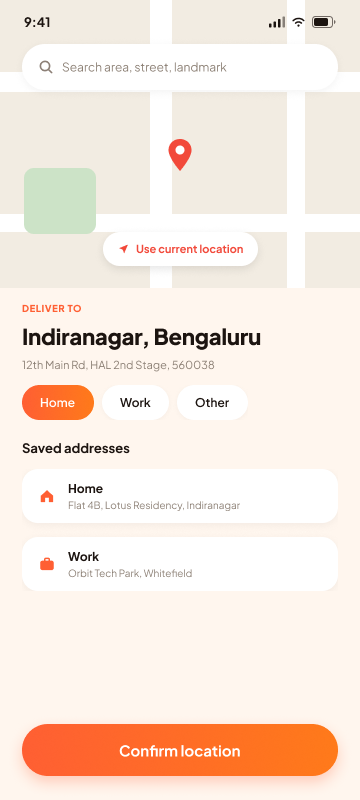 9:41
Search area, street, landmark
Use current location
DELIVER TO
Indiranagar, Bengaluru
12th Main Rd, HAL 2nd Stage, 560038
Home
Work
Other
Saved addresses
Home
Flat 4B, Lotus Residency, Indiranagar
Work
Orbit Tech Park, Whitefield
Confirm location